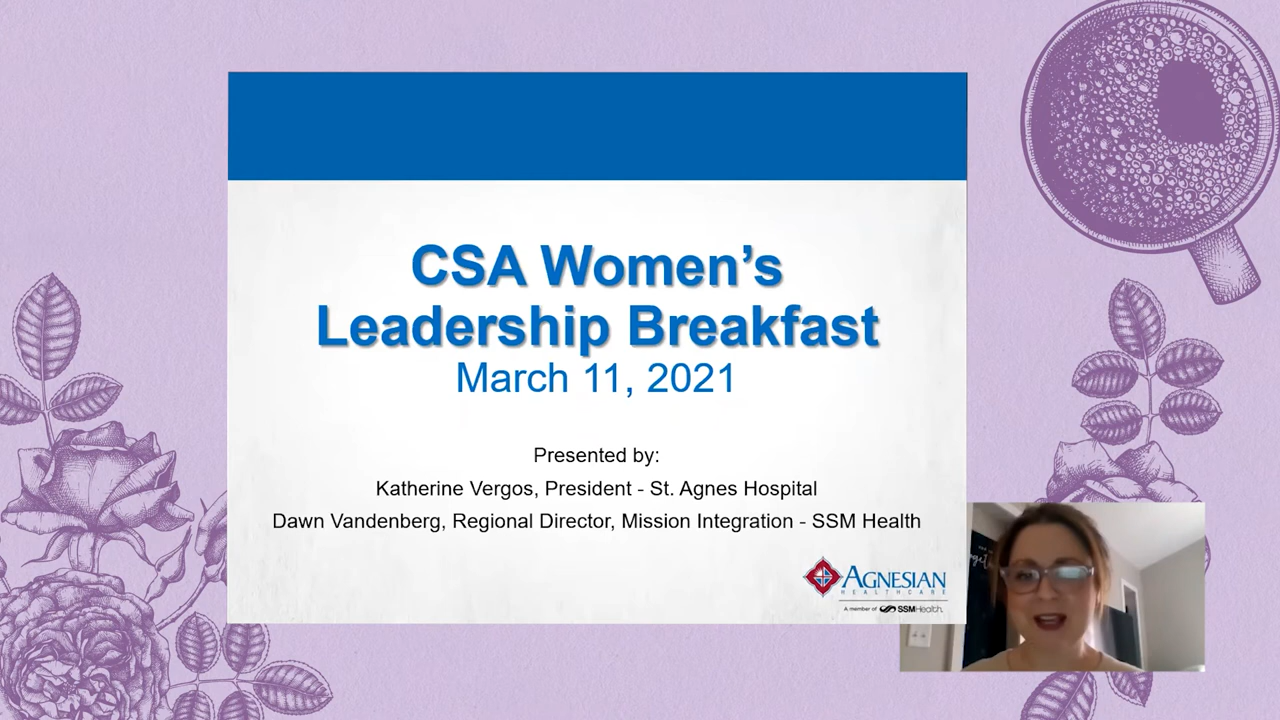 CSA Women's
Leadership Breakfast
March 11, 2021
Presented by:
Katherine Vergos, President - St. Agnes Hospital
Dawn Vandenberg, Regional Director, Mission Integration - SSM Health
AGNESIAN
HEALTHCARE
A member of SSMHealth.